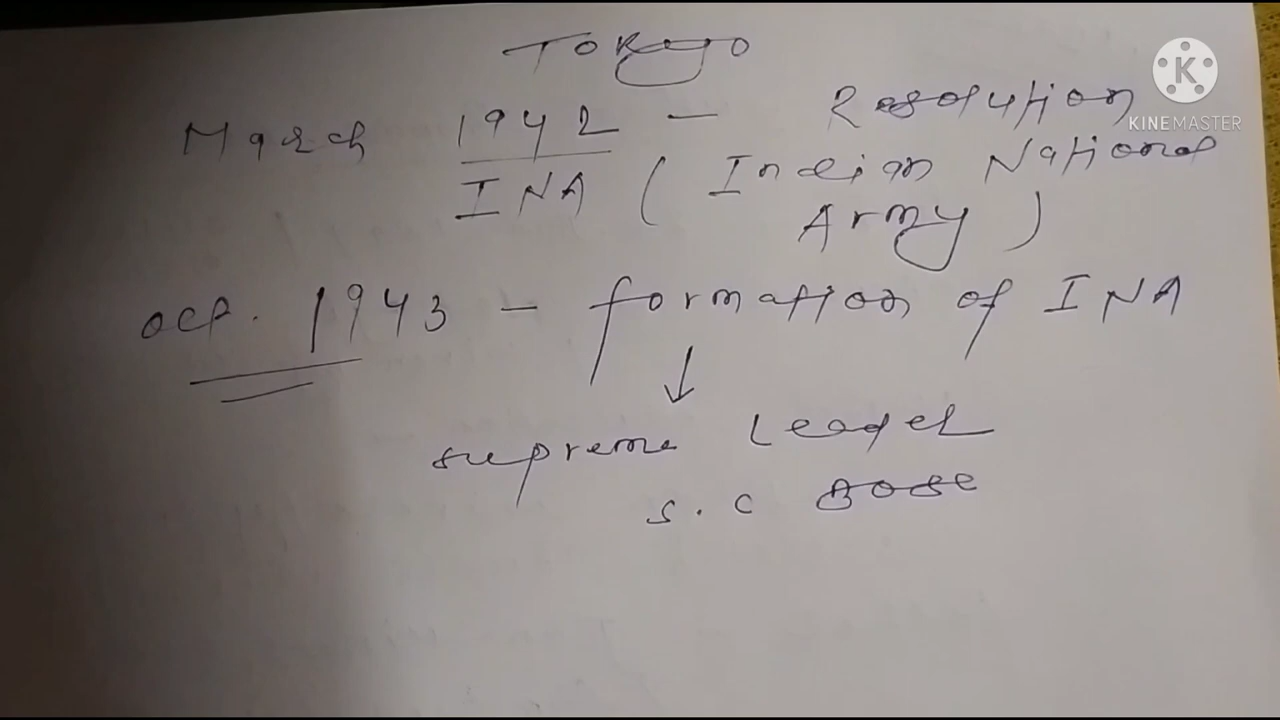 TOKYO
March 1942 - Resolution
INA (Indian National
Army)
Oct. 1943 - formation of INA
↓
supreme Leader
S.C Bose
K
KINEMASTER